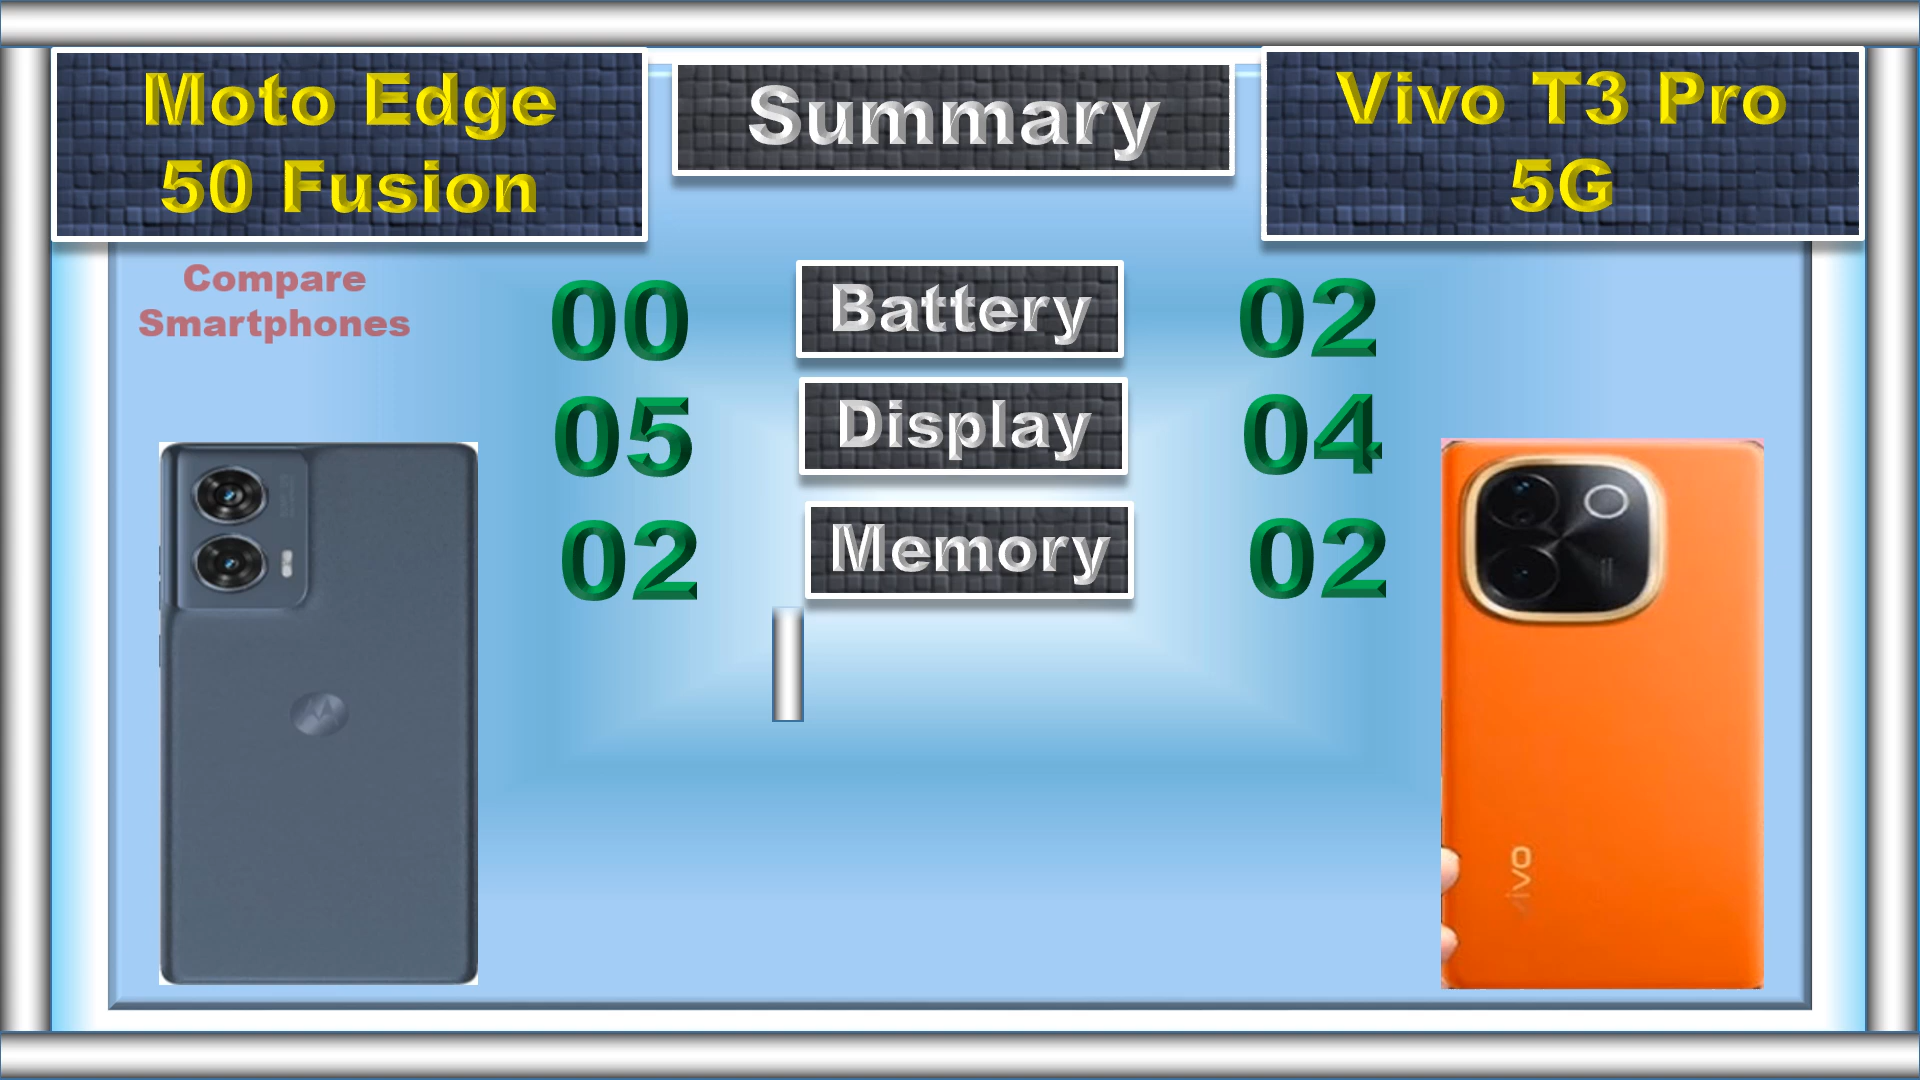 Moto Edge
50 Fusion
Summary
Vivo T3 Pro
5G
Compare
Smartphones
00
Battery
02
05
Display
04
02
Memory
02
vivo